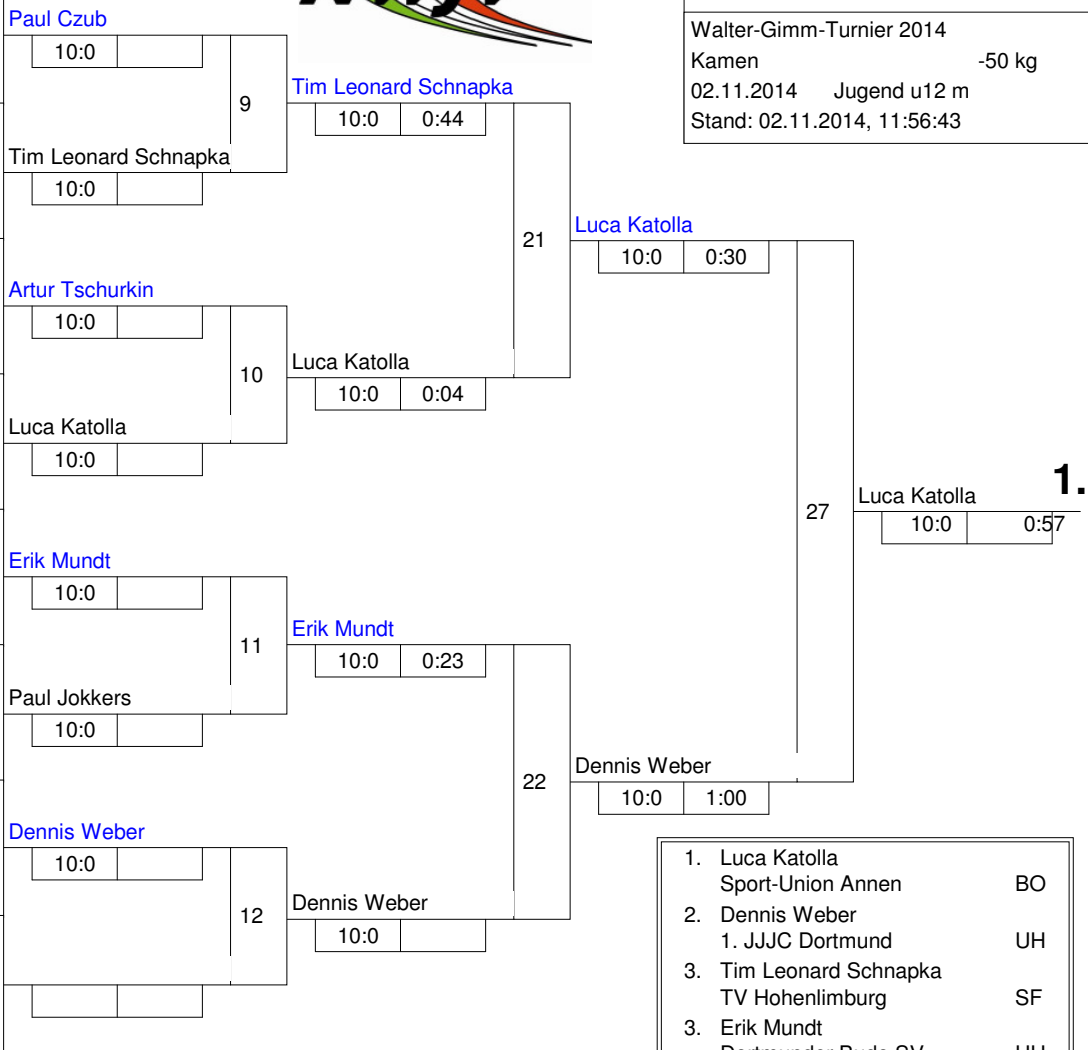 Paul Czub
10:0
9
Tim Leonard Schnapka
10:0 0:44
Tim Leonard Schnapka
10:0
Walter-Gimm-Turnier 2014
Kamen -50 kg
02.11.2014 Jugend u12 m
Stand: 02.11.2014, 11:56:43
21
Luca Katolla
10:0 0:30
Artur Tschurkin
10:0
10
Luca Katolla
10:0 0:04
Luca Katolla
10:0
27
Luca Katolla 1.
10:0 0:57
Erik Mundt
10:0
11
Erik Mundt
10:0 0:23
Paul Jokkers
10:0
22
Dennis Weber
10:0 1:00
Dennis Weber
10:0
12
Dennis Weber
10:0
1. Luca Katolla
Sport-Union Annen BO
2. Dennis Weber
1. JJJC Dortmund UH
3. Tim Leonard Schnapka
TV Hohenlimburg SF
3. Erik Mundt
Dortmunder Budo SV UH